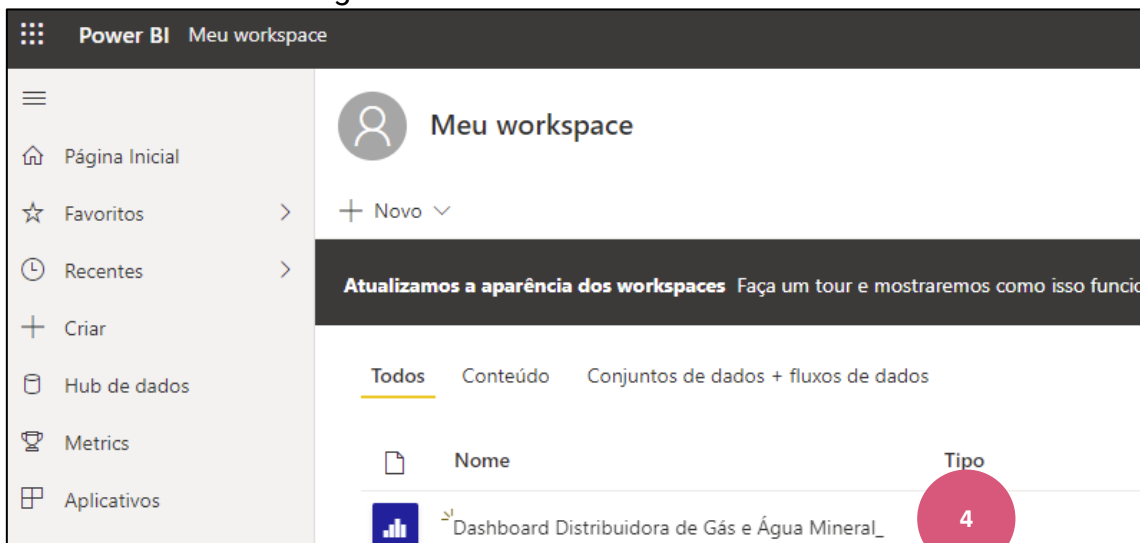 Power BI Meu workspace
Meu workspace
Página Inicial
Favoritos
+ Novo
Recentes
Atualizamos a aparência dos workspaces Faça um tour e mostraremos como isso
Criar
Todos Conteúdo Conjuntos de dados + fluxos de dados
Hub de dados
Metrics
Nome Tipo
Aplicativos
Dashboard Distribuidora de Gás e Água Mineral_
4